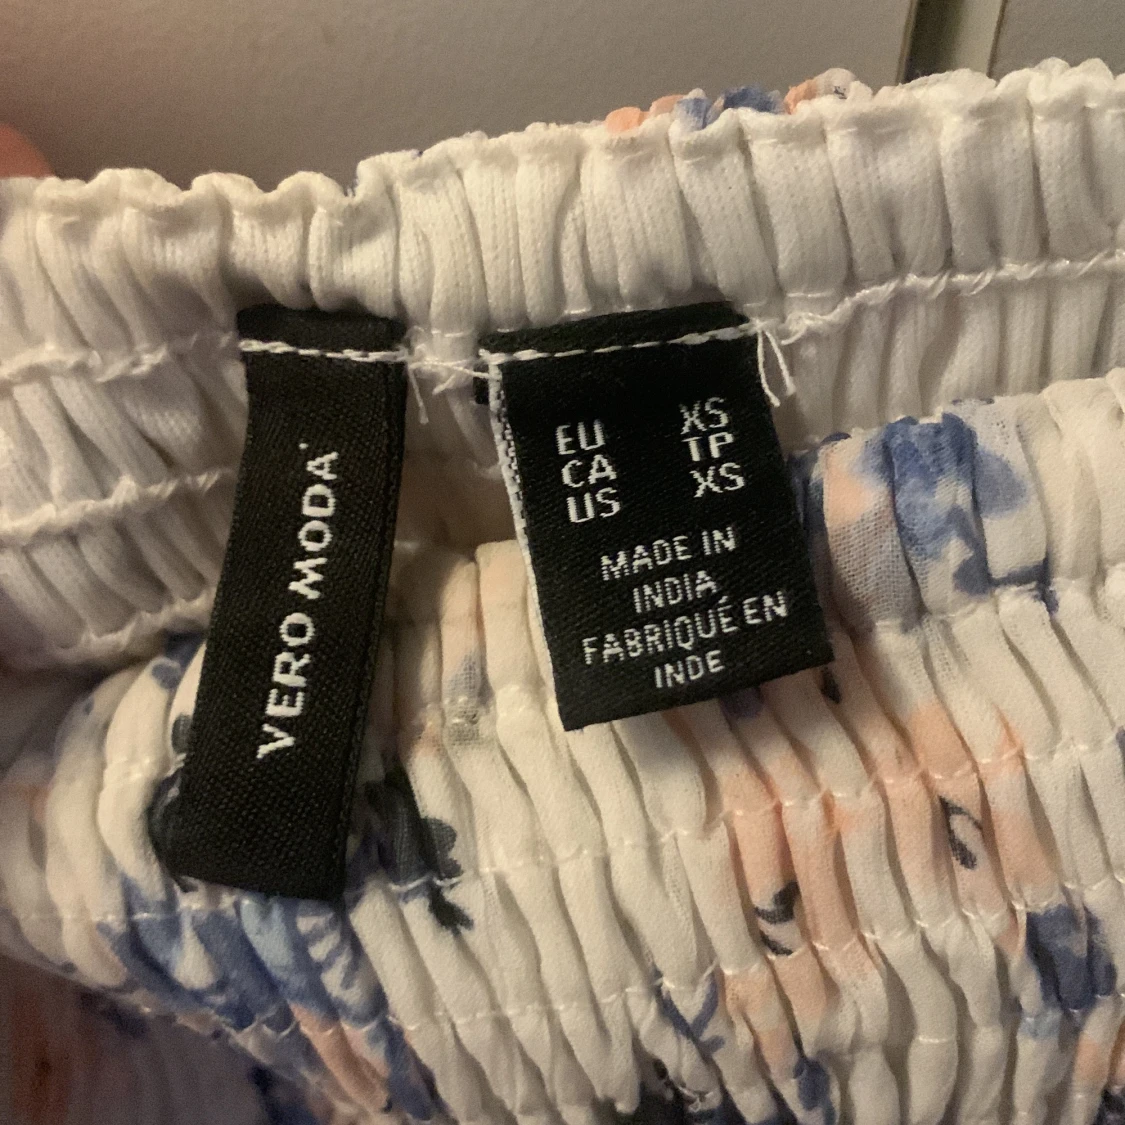 VERO MODA
EU XS
CA TP
US XS
MADE IN
INDIA
FABRIQUÉ EN
INDE